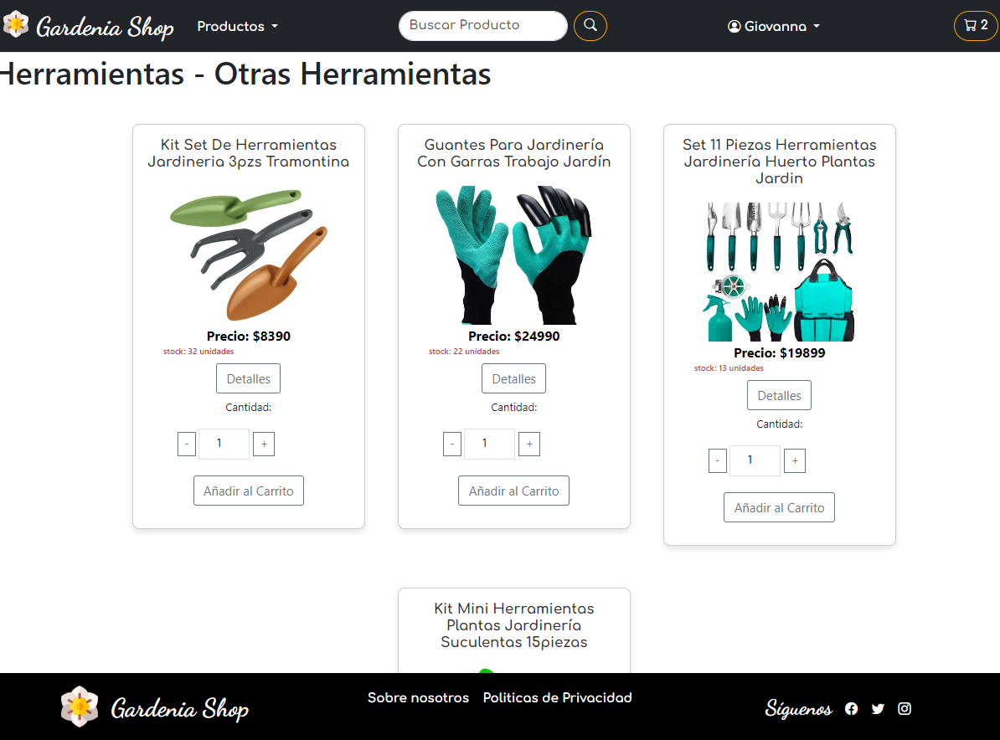 Gardenia Shop
Productos
Buscar Producto
Giovanna
2
Herramientas - Otras Herramientas
Kit Set De Herramientas
Jardineria 3pzs Tramontina
Precio: $8390
stock: 32 unidades
Detalles
Cantidad:
- 1 +
Añadir al Carrito
Guantes Para Jardinería
Con Garras Trabajo Jardín
Precio: $24990
stock: 22 unidades
Detalles
Cantidad:
- 1 +
Añadir al Carrito
Set 11 Piezas Herramientas
Jardinería Huerto Plantas
Jardin
Precio: $19899
stock: 13 unidades
Detalles
Cantidad:
- 1 +
Añadir al Carrito
Kit Mini Herramientas
Plantas Jardinería
Suculentas 15piezas
Gardenia Shop
Sobre nosotros
Politicas de Privacidad
Síguenos